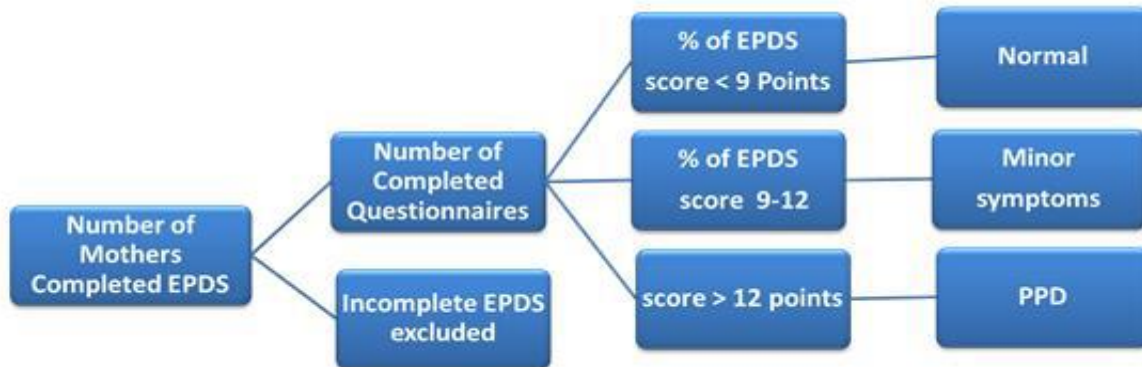 Number of
Mothers
Completed EPDS
Number of
Completed
Questionnaires
Incomplete EPDS
excluded
% of EPDS
score < 9 Points
% of EPDS
score 9-12
score > 12 points
Normal
Minor
symptoms
PPD